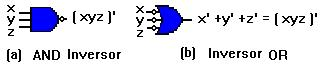 x
y
z
(xyz)'
x
y
z
x' +y' +z' = (xyz)'
(a) AND Inversor
(b) Inversor OR